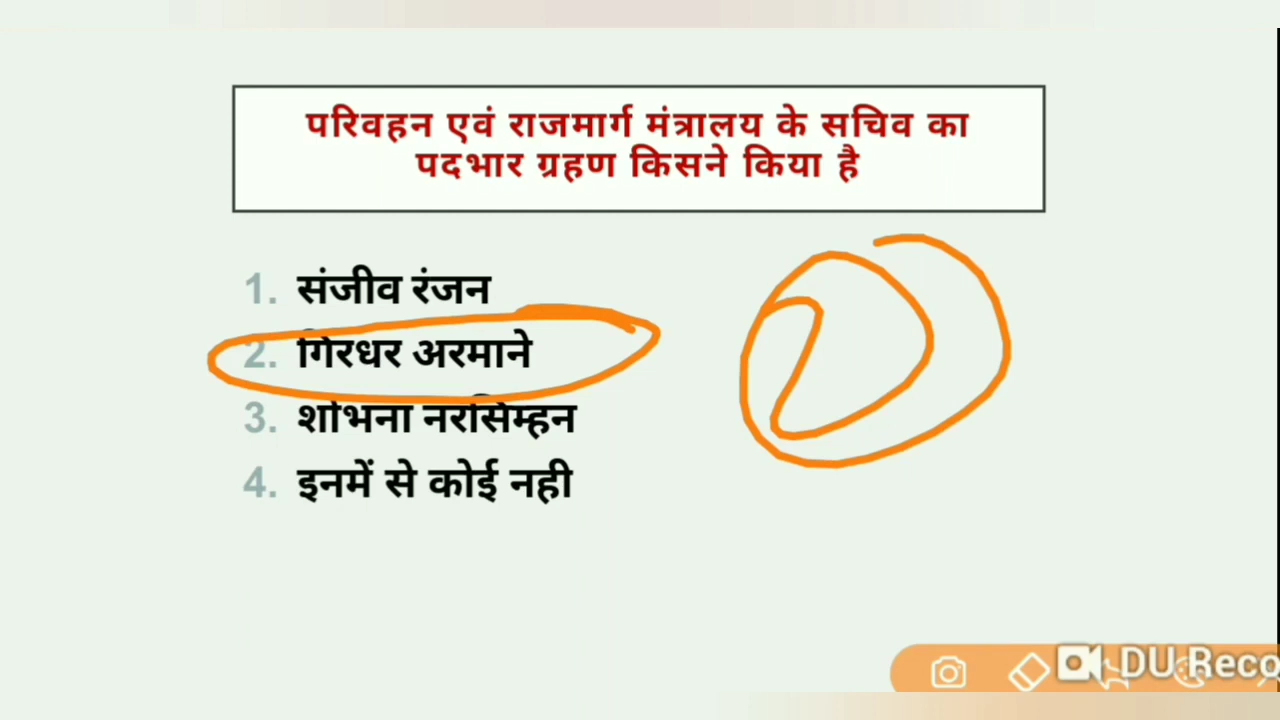 परिवहन एवं राजमार्ग मंत्रालय के सचिव का
पदभार ग्रहण किसने किया है
1. संजीव रंजन
2. गिरधर अरमाने
3. शोभना नरसिम्हन
4. इनमें से कोई नही
DU Reco